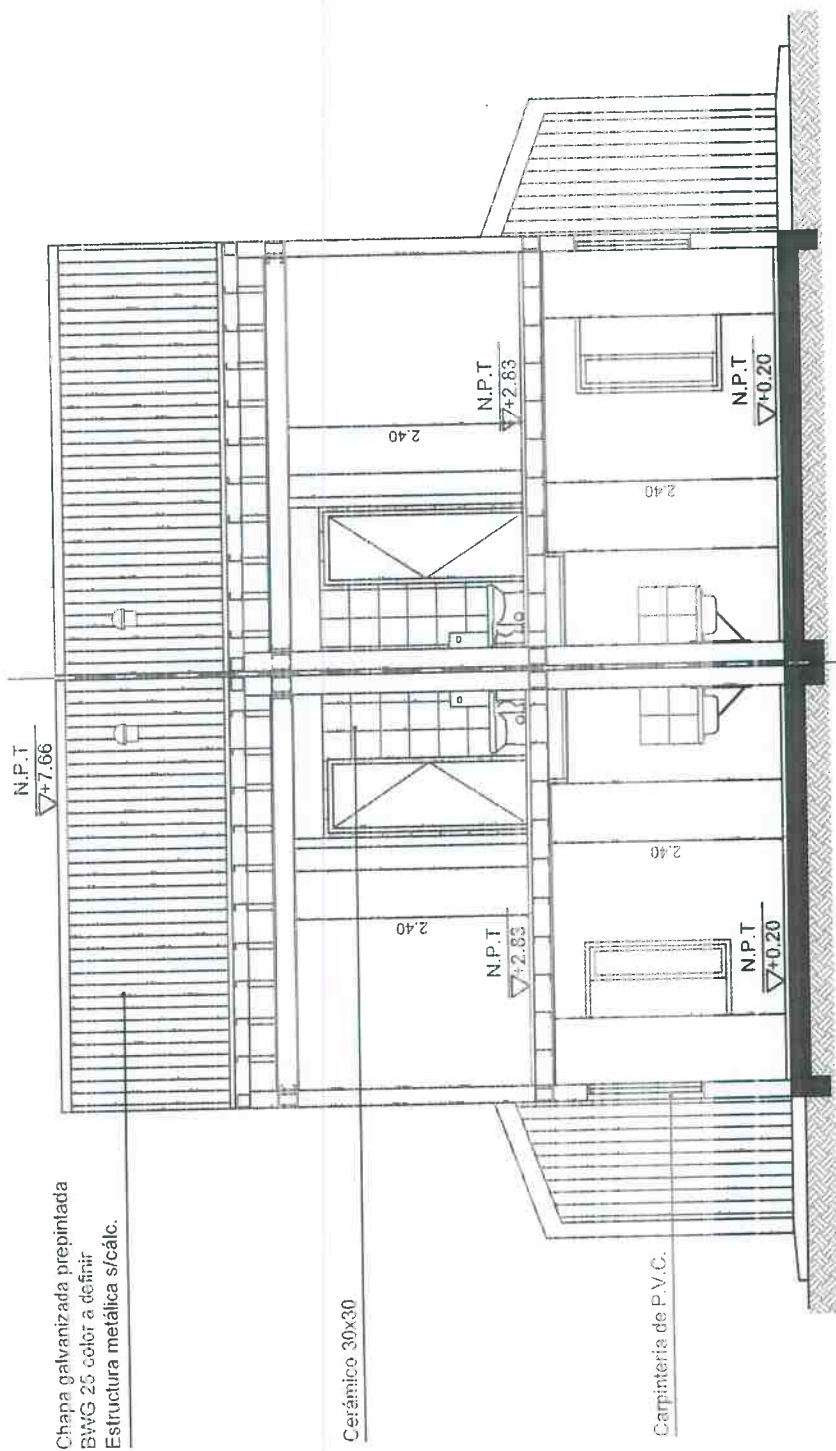 Chapa galvanizada prepintada
BWG 25 color a definir
Estructura metálica s/cálc.
N.P.T
+7.66
Cerámico 30x30
2.40
2.40
N.P.T
+2.83
N.P.T
+2.83
Carpintería de P.V.C.
2.40
2.40
N.P.T
+0.20
N.P.T
+0.20